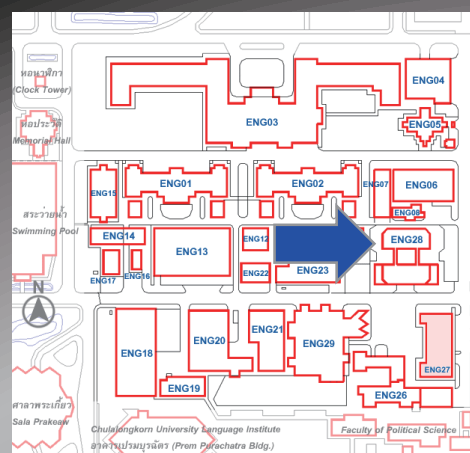 หอนาฬิกา
(Clock Tower)
ENG04
ENG03
หอประวัติ
Memorial Hall
ENG05
ENG15
ENG01
ENG02
ENG07
ENG06
สระว่ายน้ำ
Swimming Pool
ENG08
ENG14
ENG12
ENG28
ENG13
ENG17
ENG16
ENG22
ENG23
N
ENG18
ENG20
ENG21
ENG29
ENG27
ENG19
ENG26
ศาลาพระเกี้ยว
Sala Prakeaw
Chulalongkorn University Language Institute
Faculty of Political Science
อาคารเปรมบุรฉัตร (Prem Purachatra Bldg.)